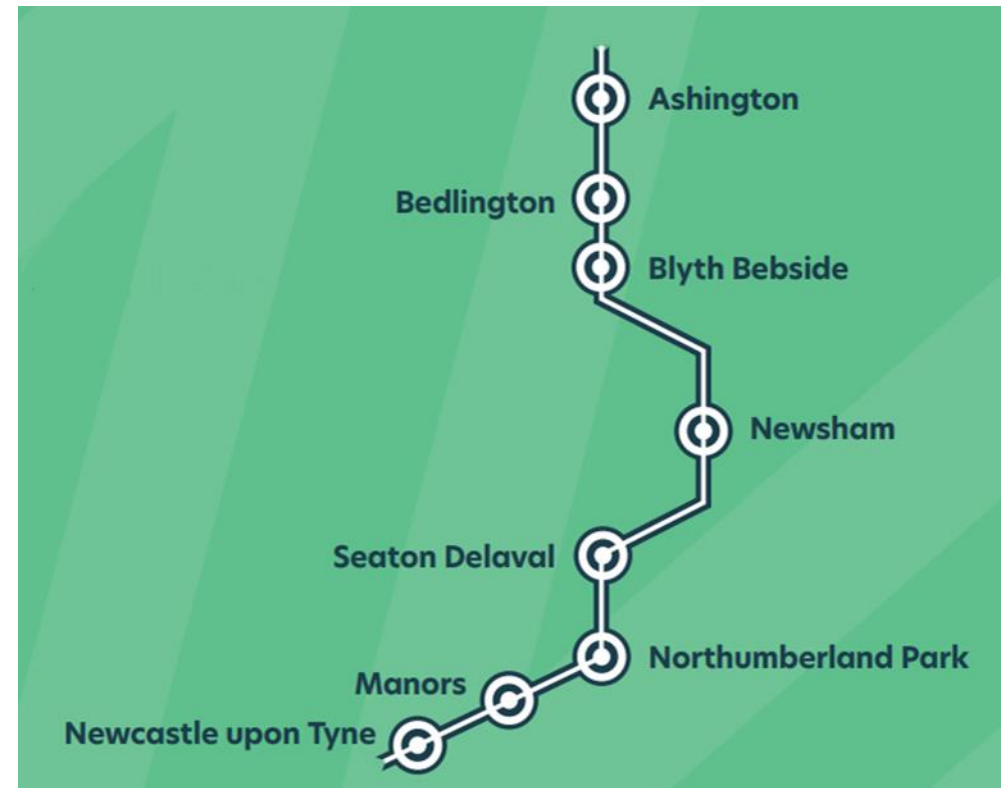 Ashington
Bedlington
Blyth Bebside
Newsham
Seaton Delaval
Northumberland Park
Manors
Newcastle upon Tyne